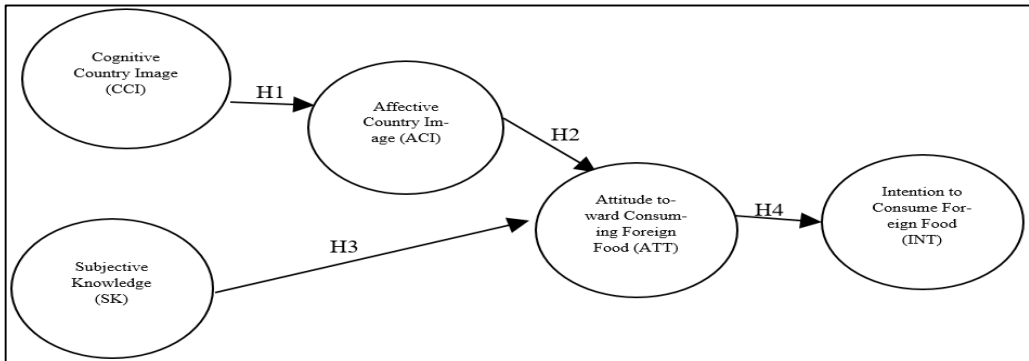 Cognitive
Country Image
(CCI)
H1
Affective
Country Im-
age (ACI)
H2
Attitude to-
ward Consum-
ing Foreign
Food (ATT)
H4
Intention to
Consume For-
eign Food
(INT)
H3
Subjective
Knowledge
(SK)